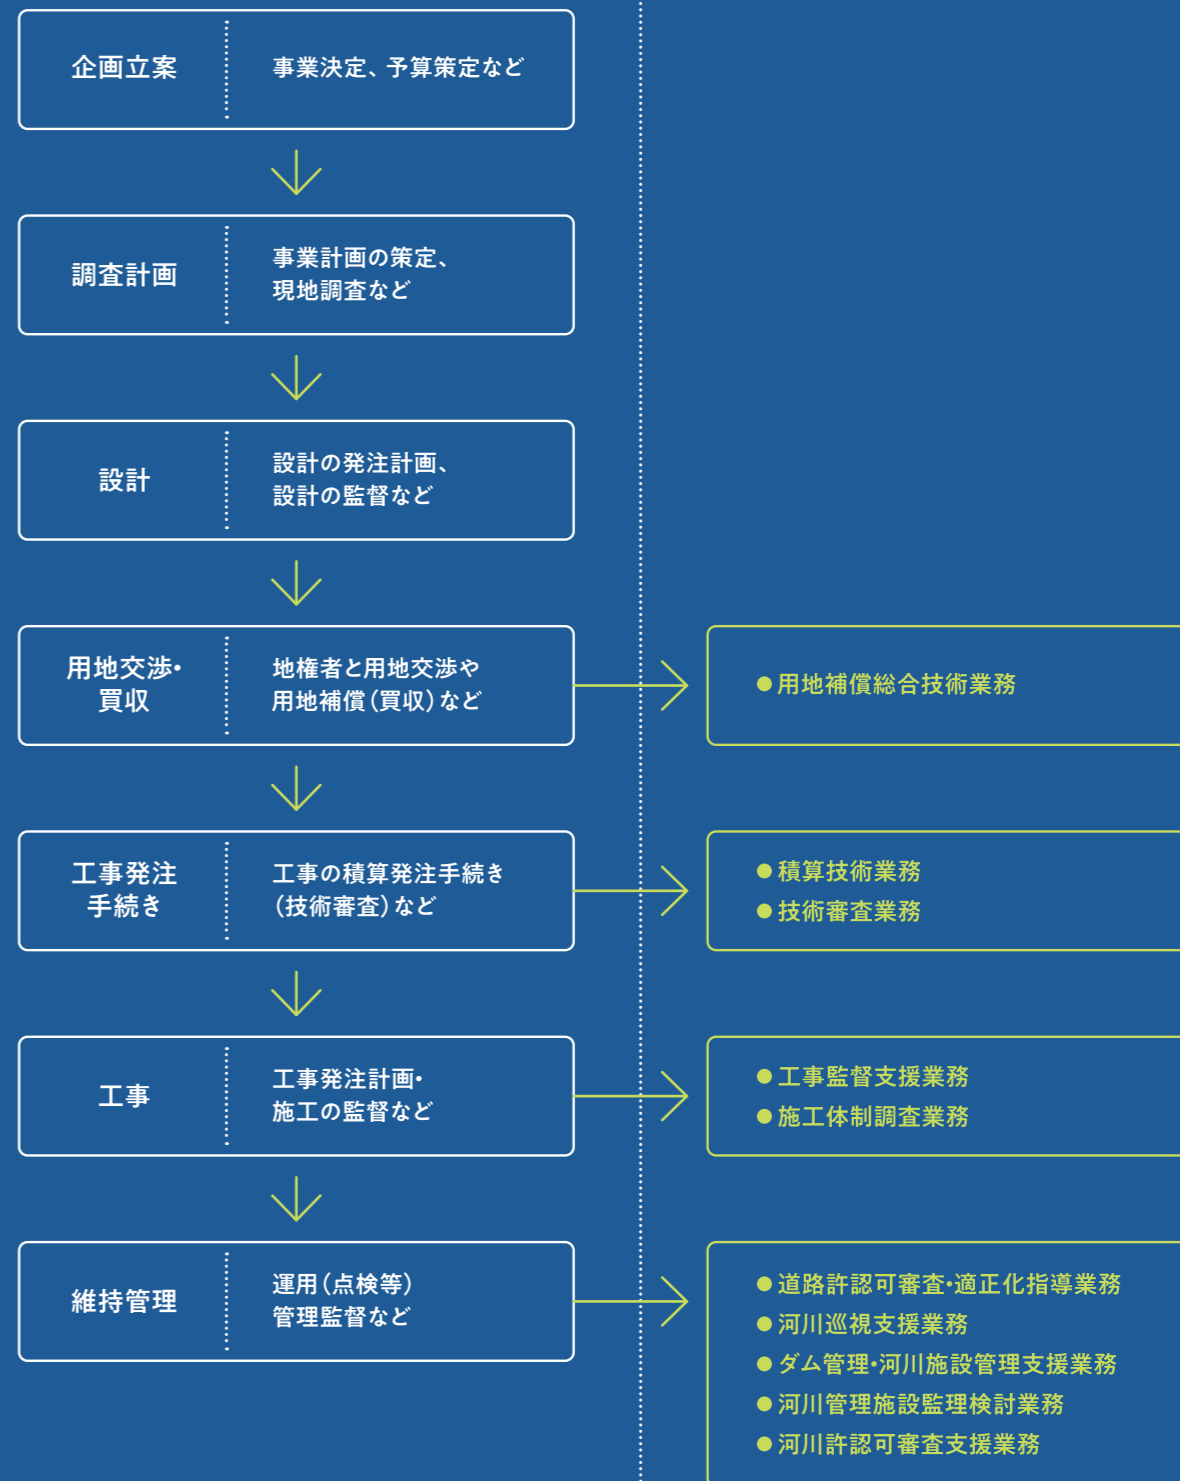 企画立案
事業決定、予算策定など
調査計画
事業計画の策定、
現地調査など
設計
設計の発注計画、
設計の監督など
用地交渉・
買収
地権者と用地交渉や
用地補償(買収)など
●用地補償総合技術業務
工事発注
手続き
工事の積算発注手続き
(技術審査)など
●積算技術業務
●技術審査業務
工事
工事発注計画・
施工の監督など
●工事監督支援業務
●施工体制調査業務
維持管理
運用(点検等)
管理監督など
●道路許認可審査・適正化指導業務
●河川巡視支援業務
●ダム管理・河川施設管理支援業務
●河川管理施設監理検討業務
●河川許認可審査支援業務